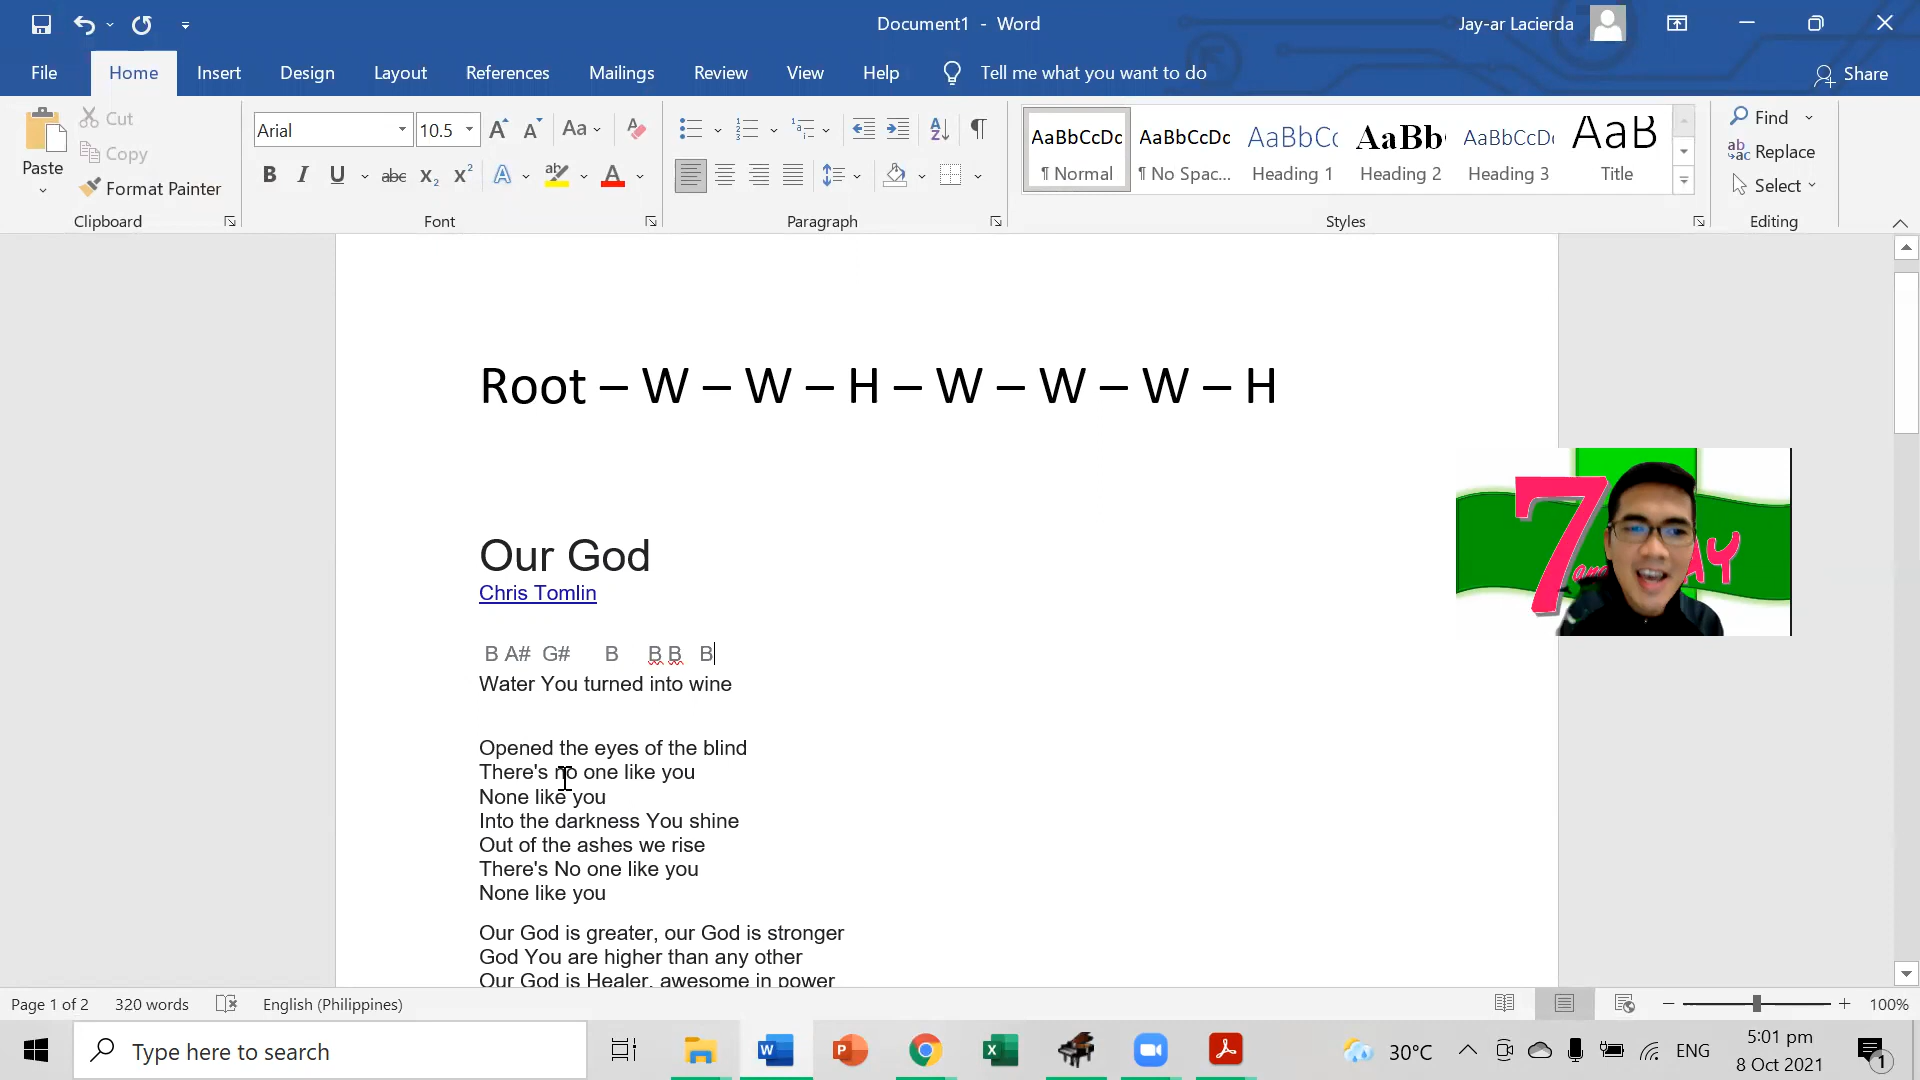 Document1 - Word
Jay-ar Lacierda
File Home Insert Design Layout References Mailings Review View Help Tell me what you want to do Share
Paste
Cut
Copy
Format Painter
Clipboard
Arial 10.5
Font
Paragraph
AaBbCcDc AaBbCcDc AaBbCc AaBb AaBbCcD AaB
¶ Normal ¶ No Spac... Heading 1 Heading 2 Heading 3 Title
Styles
Find
Replace
Select
Editing
Root – W – W – H – W – W – W – H
Our God
Chris Tomlin
B A# G# B B B B
Water You turned into wine
Opened the eyes of the blind
There's no one like you
None like you
Into the darkness You shine
Out of the ashes we rise
There's No one like you
None like you
Our God is greater, our God is stronger
God You are higher than any other
Our God is Healer, awesome in power
7
Page 1 of 2 320 words English (Philippines) 100%
Type here to search
30°C ENG
5:01 pm
8 Oct 2021
1